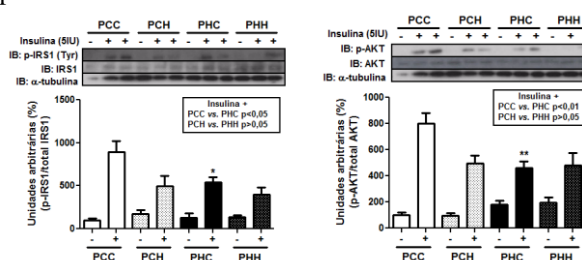 PCC PCH PHC PHH
Insulina (5IU) - + + - + + - + + - + +
IB: p-IRS1 (Tyr)
IB: IRS1
IB: α-tubulina
Unidades arbitrárias (%)
(p-IRS1/total IRS1)
1500
1000
500
0
Insulina +
PCC vs. PHC p<0,05
PCH vs. PHH p>0,05
*
- + - + - + - +
PCC PCH PHC PHH
PCC PCH PHC PHH
Insulina (5IU) - + + - + + - + + - + +
IB: p-AKT
IB: AKT
IB: α-tubulina
Unidades arbitrárias (%)
(p-AKT/total AKT)
1000
800
600
400
200
0
Insulina +
PCC vs. PHC p<0,01
PCH vs. PHH p>0,05
**
- + - + - + - +
PCC PCH PHC PHH